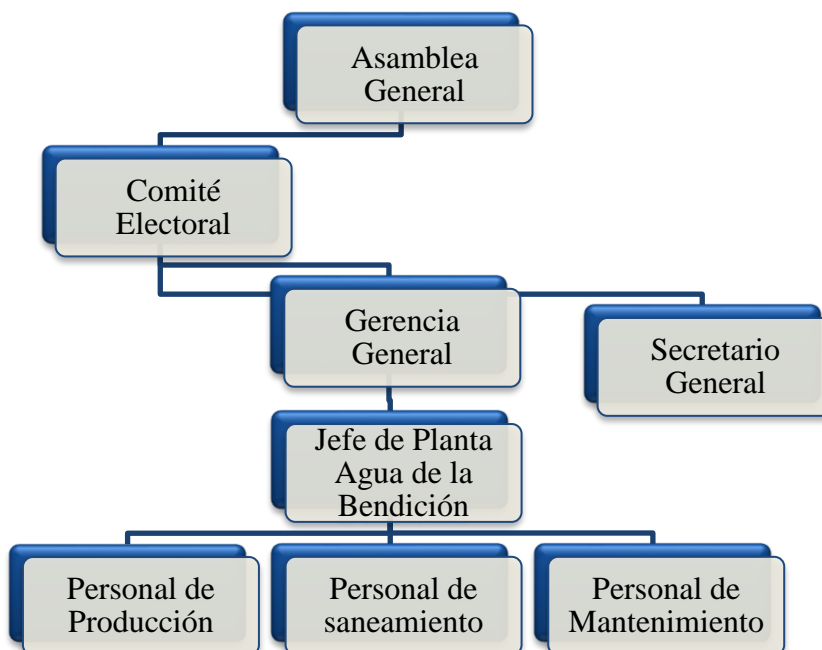 Asamblea
General
Comité
Electoral
Gerencia
General
Secretario
General
Jefe de Planta
Agua de la
Bendición
Personal de
Producción
Personal de
saneamiento
Personal de
Mantenimiento